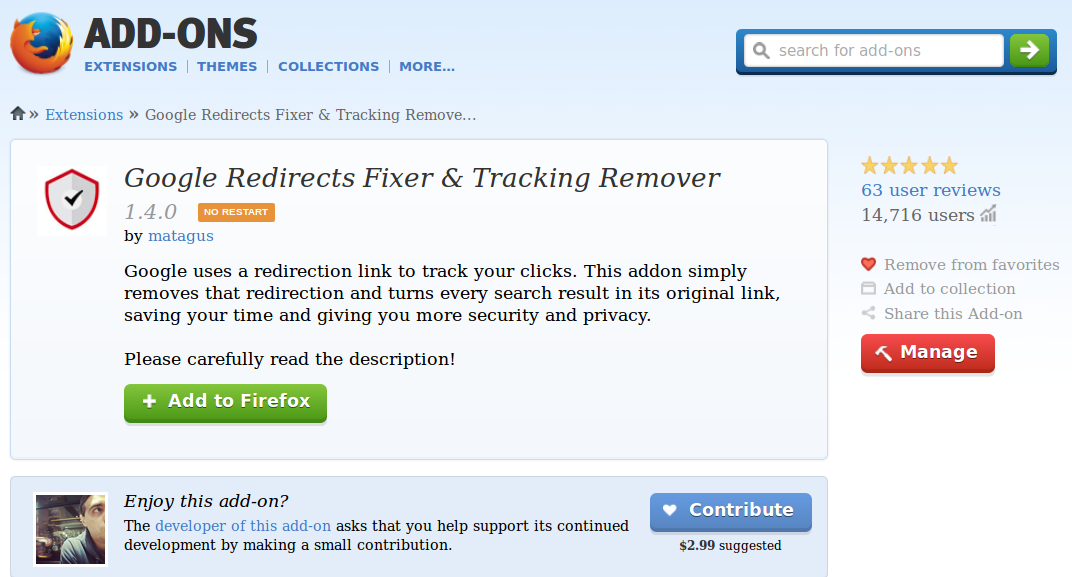 ADD-ONS
EXTENSIONS | THEMES | COLLECTIONS | MORE...
search for add-ons
» Extensions » Google Redirects Fixer & Tracking Remove...
Google Redirects Fixer & Tracking Remover
1.4.0 NO RESTART
by matagus
Google uses a redirection link to track your clicks. This addon simply
removes that redirection and turns every search result in its original link,
saving your time and giving you more security and privacy.
Please carefully read the description!
Add to Firefox
63 user reviews
14,716 users
Remove from favorites
Add to collection
Share this Add-on
Manage
Enjoy this add-on?
The developer of this add-on asks that you help support its continued
development by making a small contribution.
Contribute
$2.99 suggested